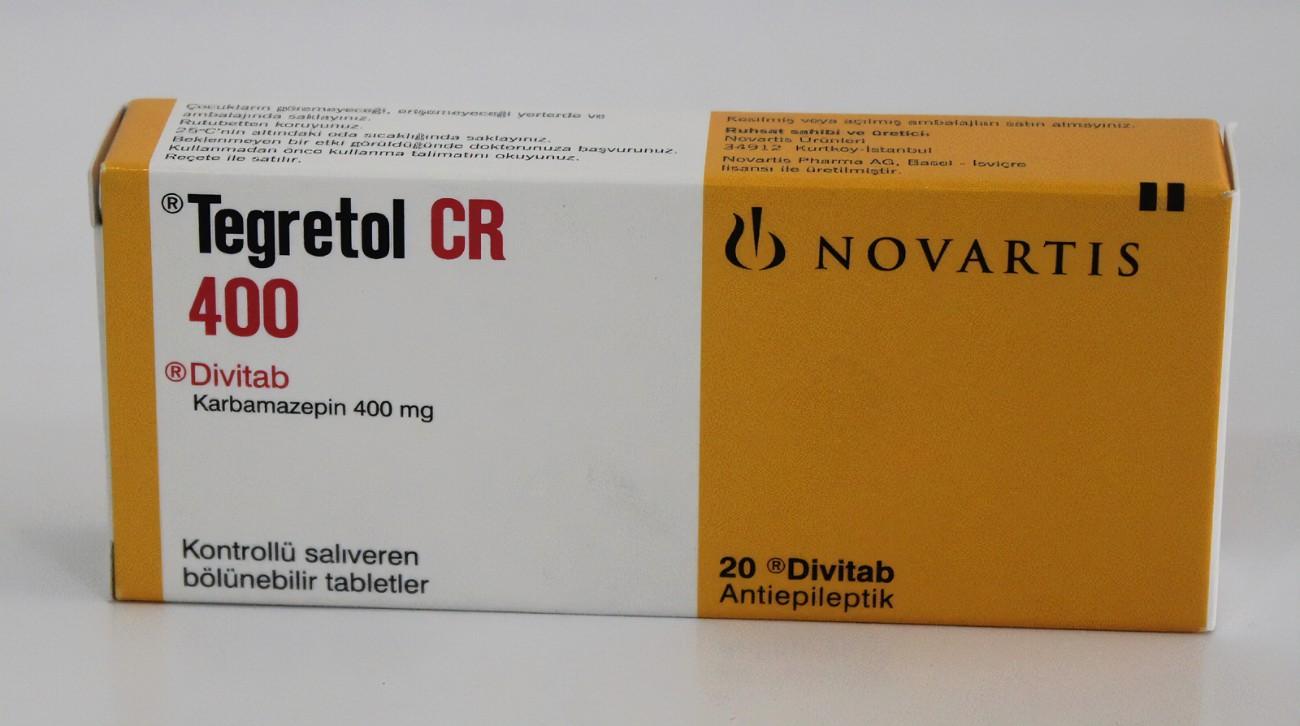 Çocukların göremeyeceği, erişemeyeceği yerlerde ve
ambalajında saklayınız.
Rutubetten koruyunuz.
25°C'nin altındaki oda sıcaklığında saklayınız.
Beklenmeyen bir etki görüldüğünde doktorunuza başvurunuz.
Kullanmadan önce kullanma talimatını okuyunuz.
Reçete ile satılır.
Kesilmiş veya açılmış ambalajları satın almayınız.
Ruhsat sahibi ve üretici:
Novartis Ürünleri
34912 Kurtköy-İstanbul
Novartis Pharma AG, Basel - İsviçre
lisansı ile üretilmiştir.
®Tegretol CR
400
®Divitab
Karbamazepin 400 mg
Kontrollü salıveren
bölünebilir tabletler
NOVARTIS
20 ®Divitab
Antiepileptik